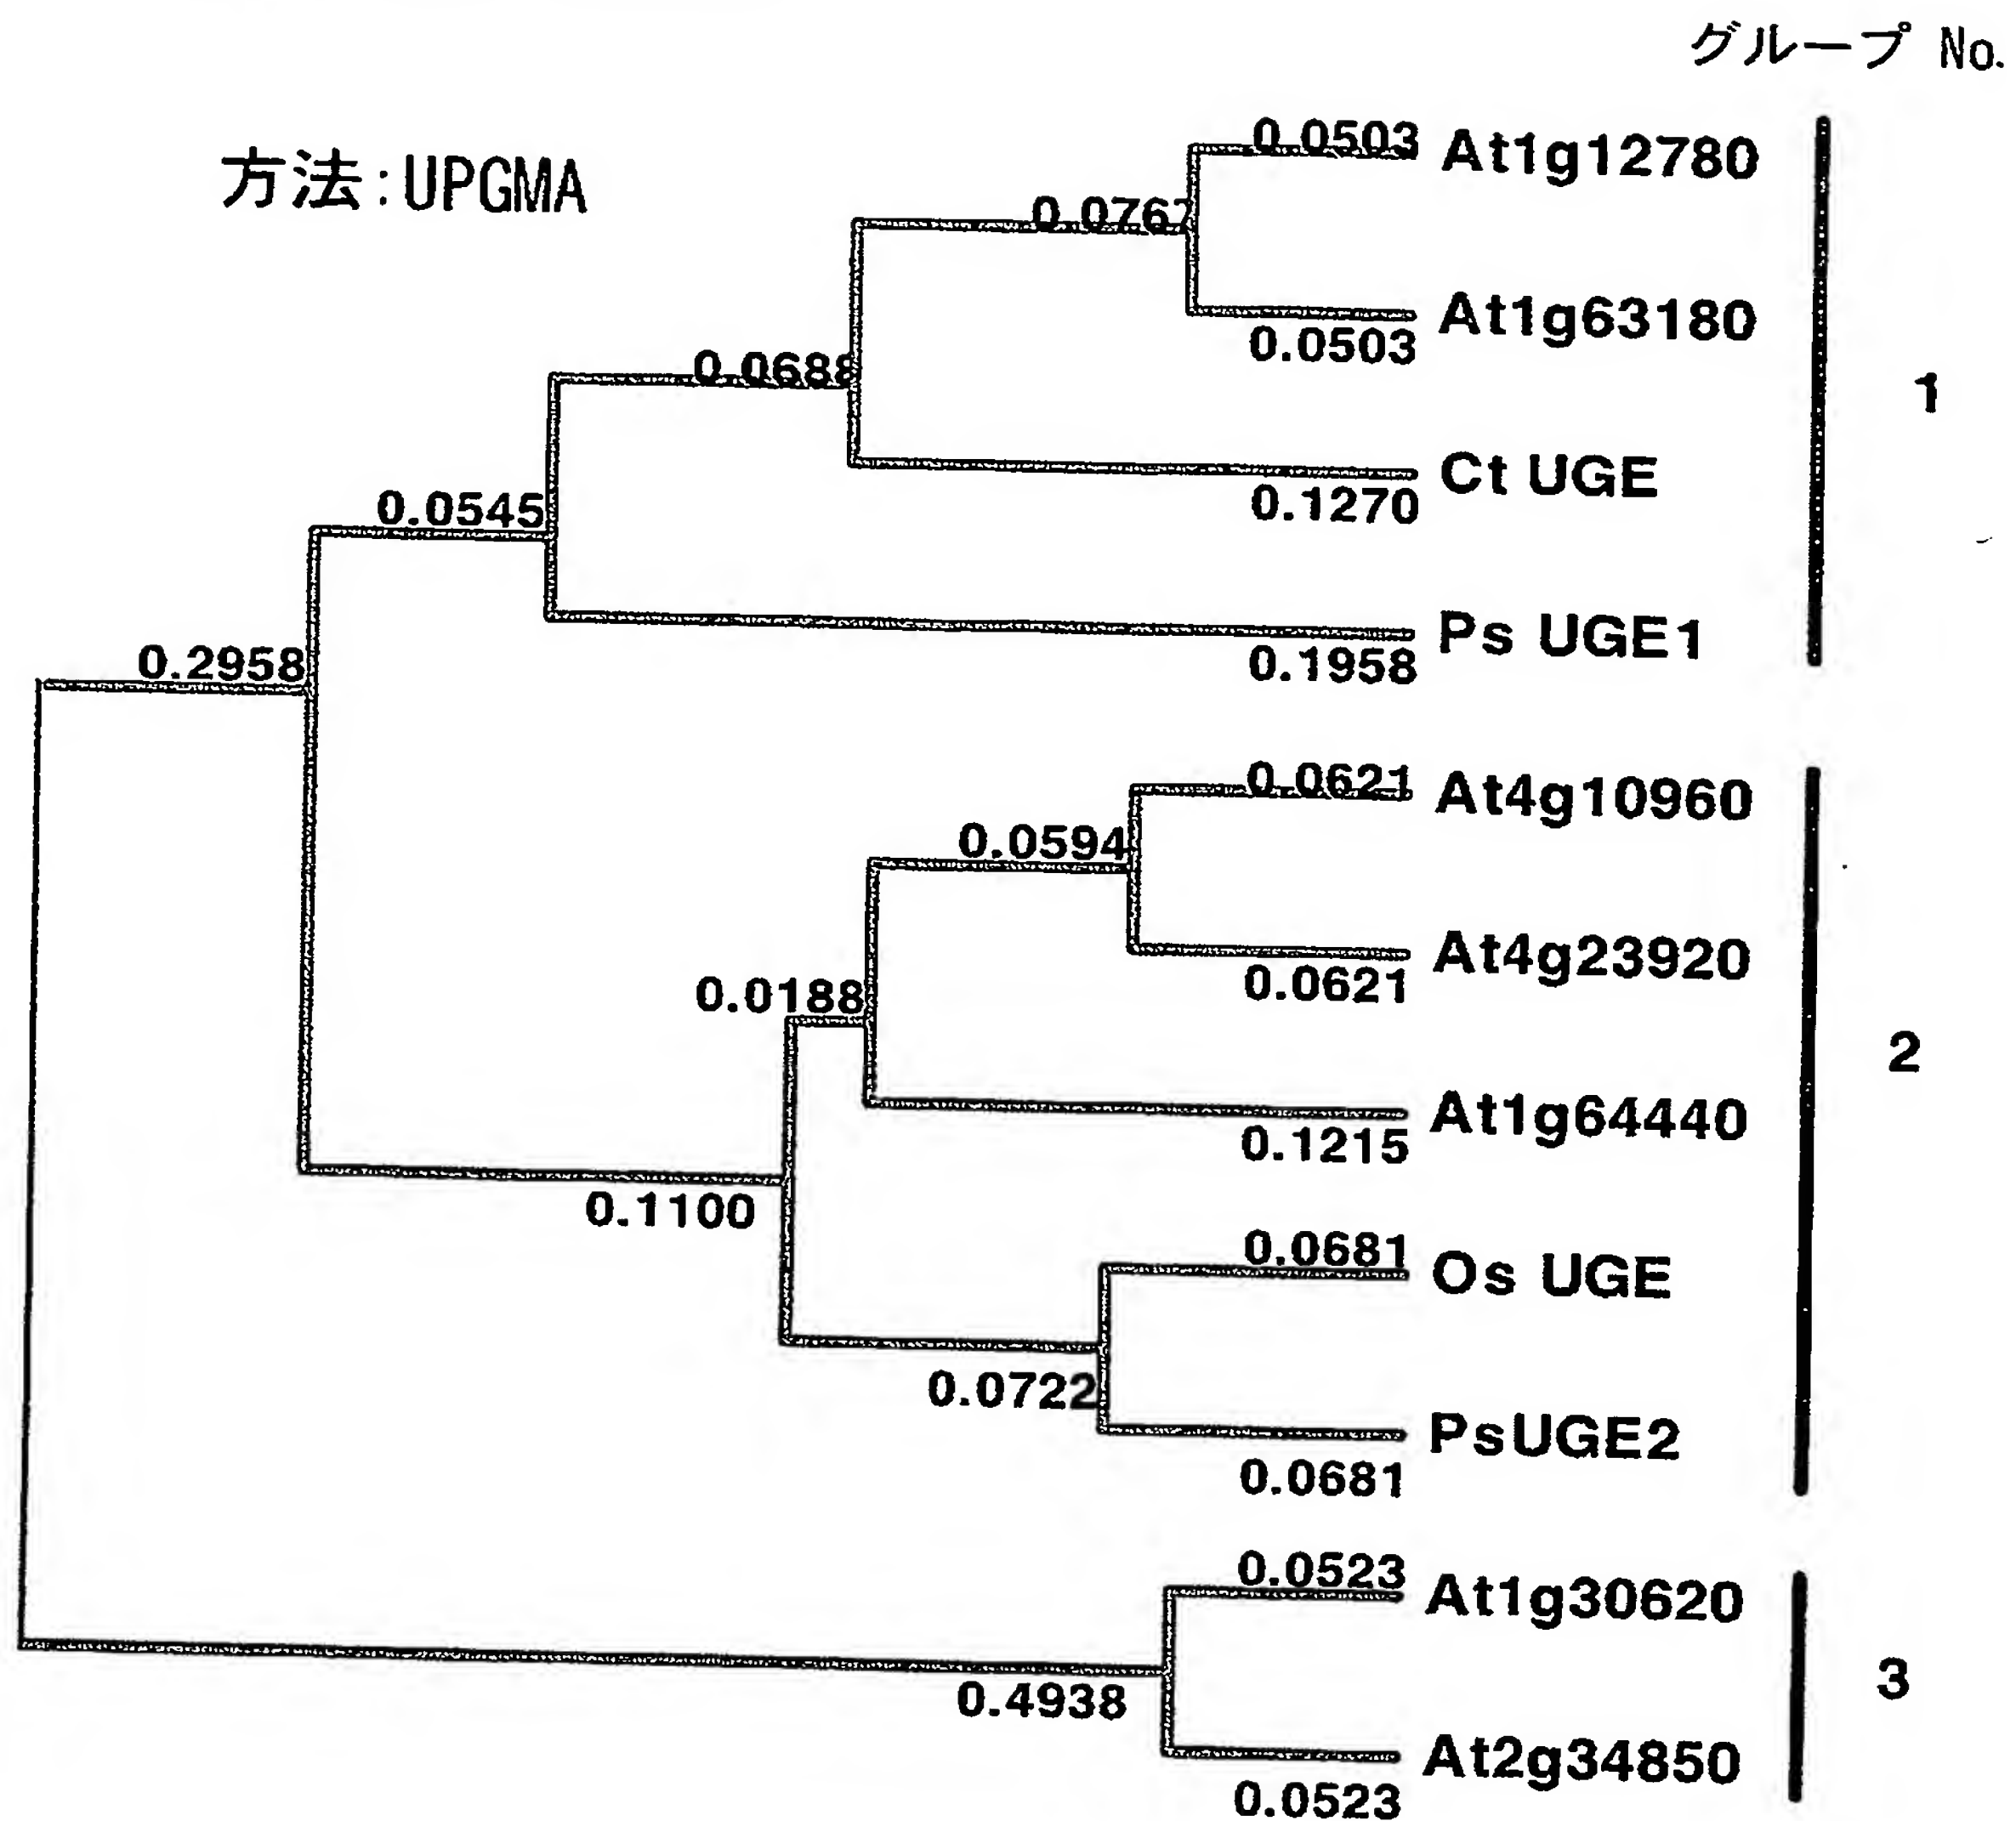 グループ No.
方法:UPGMA
0.0503 At1g12780
0.0767
At1g63180
0.0503
0.0688
1
Ct UGE
0.1270
0.0545
Ps UGE1
0.1958
0.2958
0.0621 At4g10960
0.0594
At4g23920
0.0621
0.0188
2
At1g64440
0.1215
0.1100
0.0681
Os UGE
0.0722
PsUGE2
0.0681
0.0523
At1g30620
3
0.4938
At2g34850
0.0523